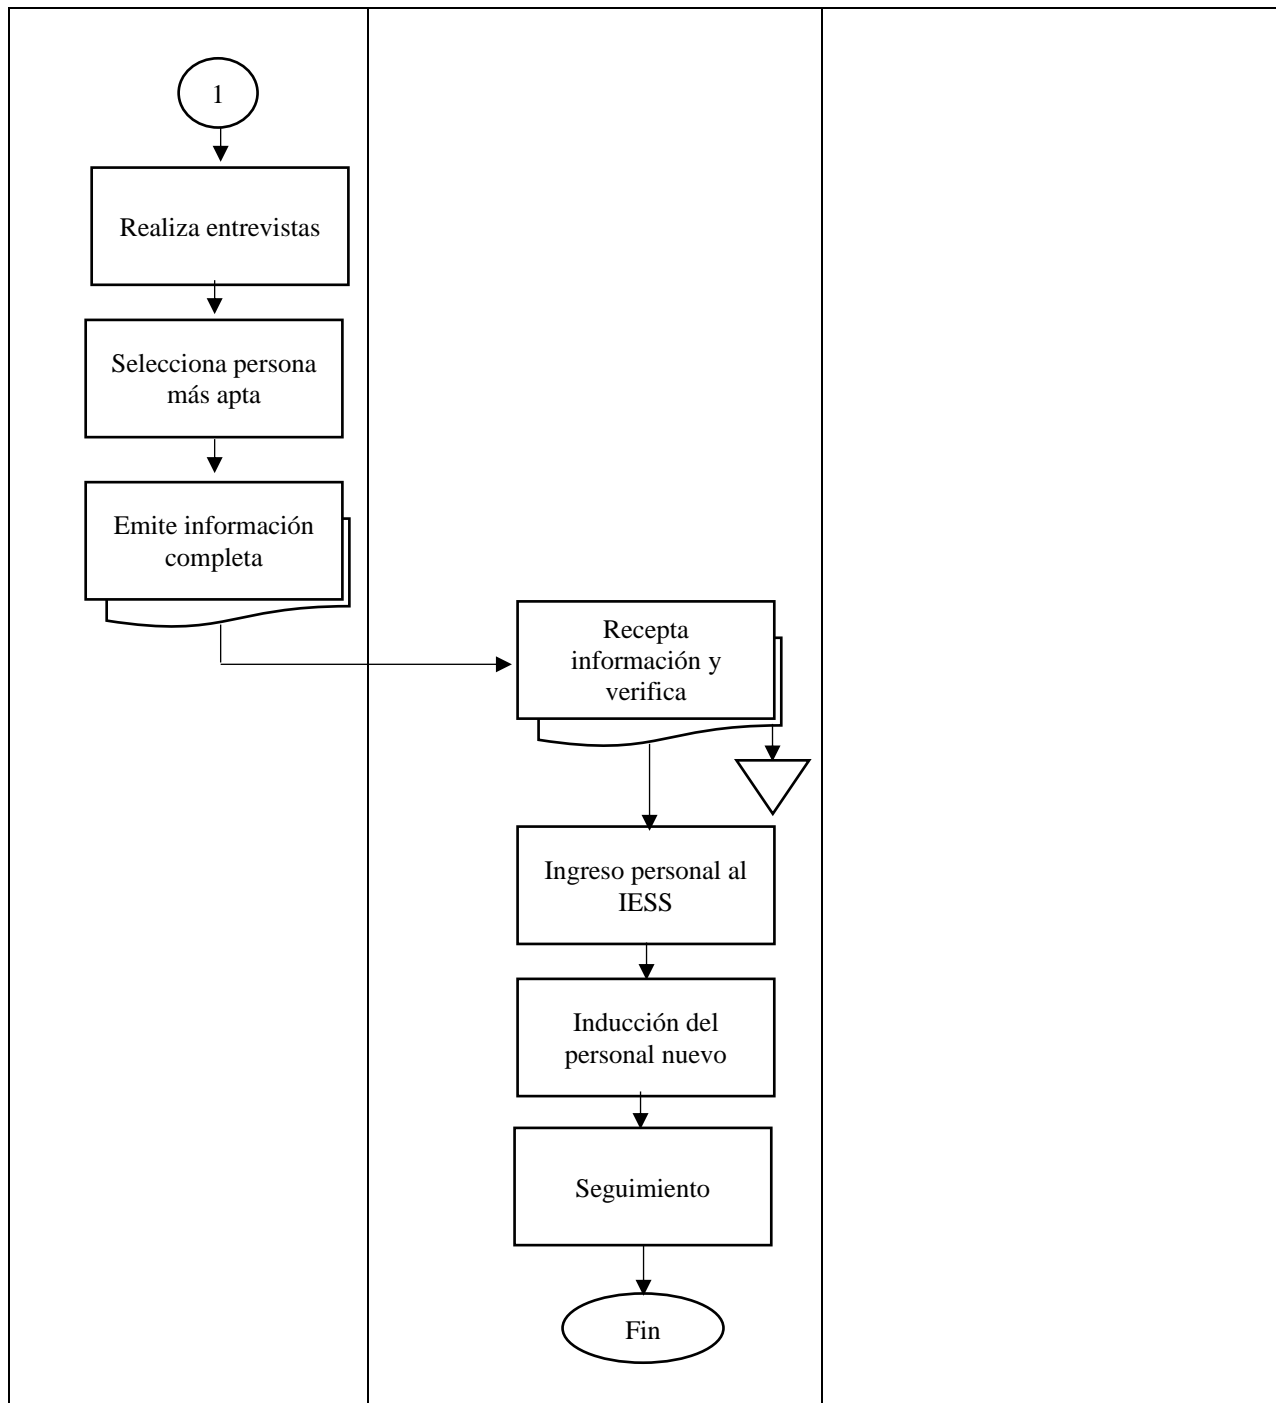 1
Realiza entrevistas
Selecciona persona
más apta
Emite información
completa
Recepta
información y
verifica
Ingreso personal al
IESS
Inducción del
personal nuevo
Seguimiento
Fin